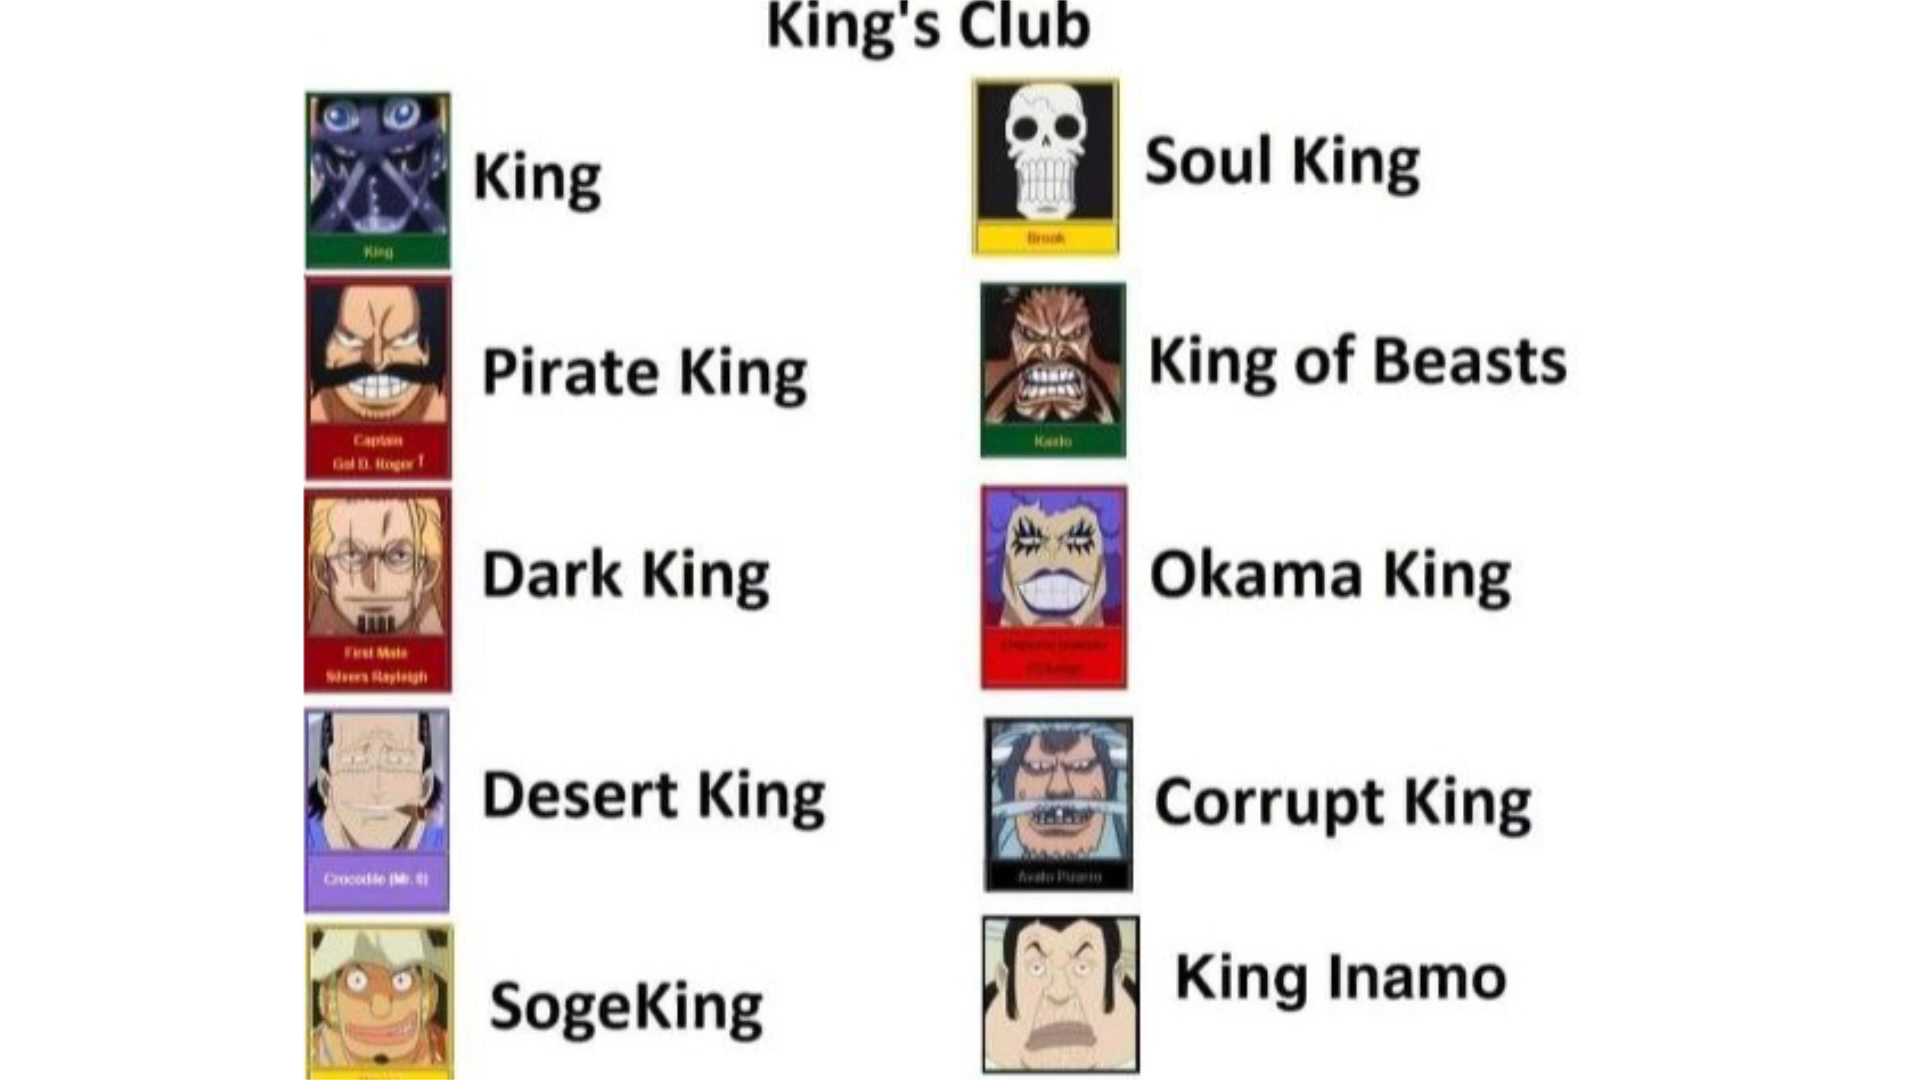 King's Club
King
King
Pirate King
Captain
Gol D. Roger †
Dark King
First Mate
Silvers Rayleigh
Desert King
Crocodile (Mr. 0)
SogeKing
Soul King
Brook
King of Beasts
Kaido
Okama King
Corrupt King
Avalo Pizarro
King Inamo